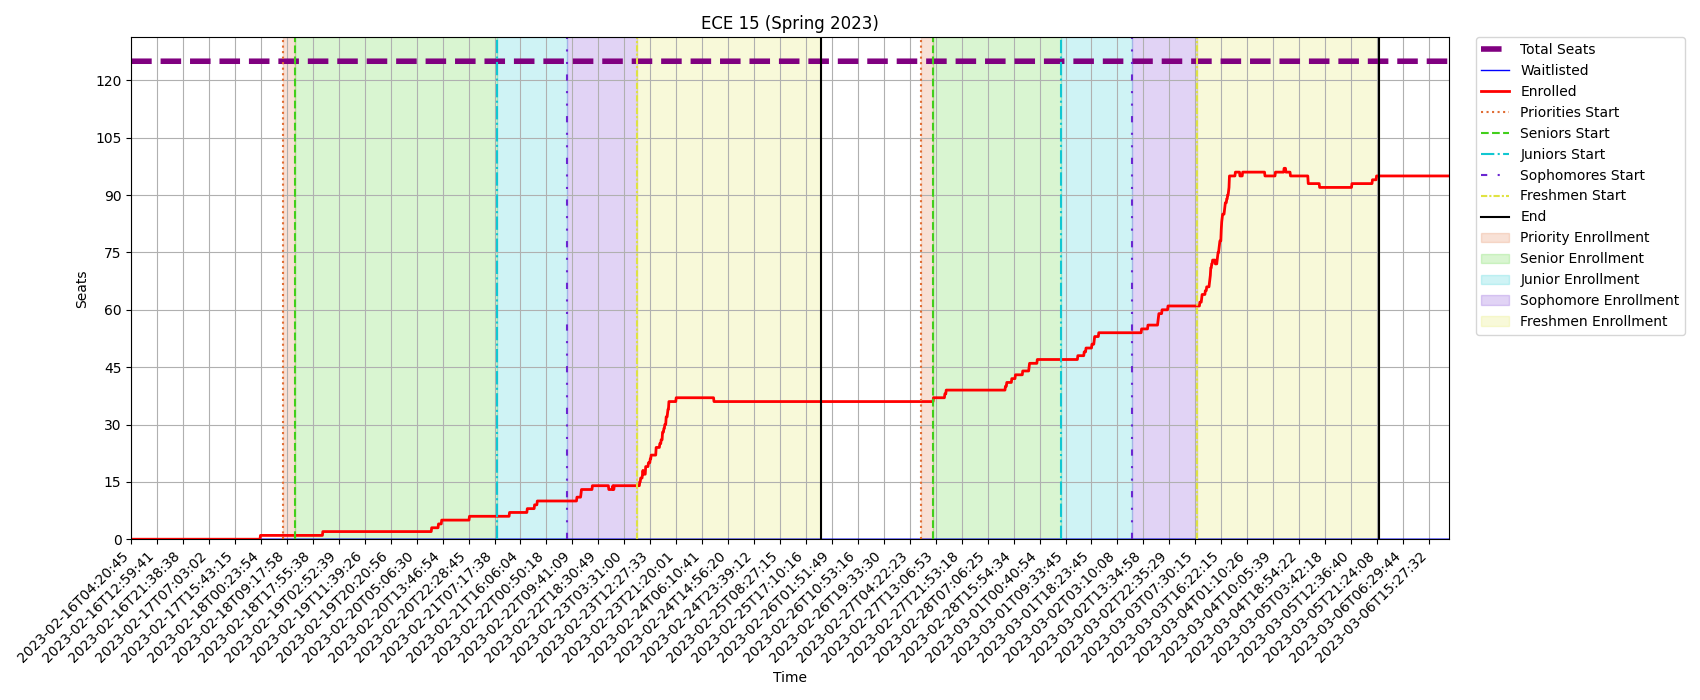 ECE 15 (Spring 2023)
Total Seats
Waitlisted
Enrolled
Priorities Start
Seniors Start
Juniors Start
Sophomores Start
Freshmen Start
End
Priority Enrollment
Senior Enrollment
Junior Enrollment
Sophomore Enrollment
Freshmen Enrollment
Seats
120
105
90
75
60
45
30
15
0
2023-02-16T04:20:45
2023-02-16T12:59:41
2023-02-16T21:38:38
2023-02-17T07:03:02
2023-02-17T15:43:15
2023-02-18T00:23:54
2023-02-18T09:17:58
2023-02-18T17:55:38
2023-02-19T02:52:39
2023-02-19T11:39:26
2023-02-19T20:20:56
2023-02-20T05:06:30
2023-02-20T13:46:54
2023-02-20T22:28:45
2023-02-21T07:17:38
2023-02-21T16:06:04
2023-02-22T00:50:18
2023-02-22T09:41:09
2023-02-22T18:30:49
2023-02-23T03:31:00
2023-02-23T12:27:33
2023-02-23T21:20:01
2023-02-24T06:10:41
2023-02-24T14:56:20
2023-02-24T23:39:12
2023-02-25T08:27:15
2023-02-25T17:10:16
2023-02-26T01:51:49
2023-02-26T10:53:16
2023-02-26T19:33:30
2023-02-27T04:22:23
2023-02-27T13:06:53
2023-02-27T21:53:18
2023-02-28T07:06:25
2023-02-28T15:54:34
2023-03-01T00:40:54
2023-03-01T09:33:45
2023-03-01T18:23:45
2023-03-02T03:10:08
2023-03-02T13:34:58
2023-03-02T22:35:29
2023-03-03T07:30:15
2023-03-03T16:22:15
2023-03-04T01:10:26
2023-03-04T10:05:39
2023-03-04T18:54:22
2023-03-05T03:42:18
2023-03-05T12:36:40
2023-03-05T21:24:08
2023-03-06T06:29:44
2023-03-06T15:27:32
Time